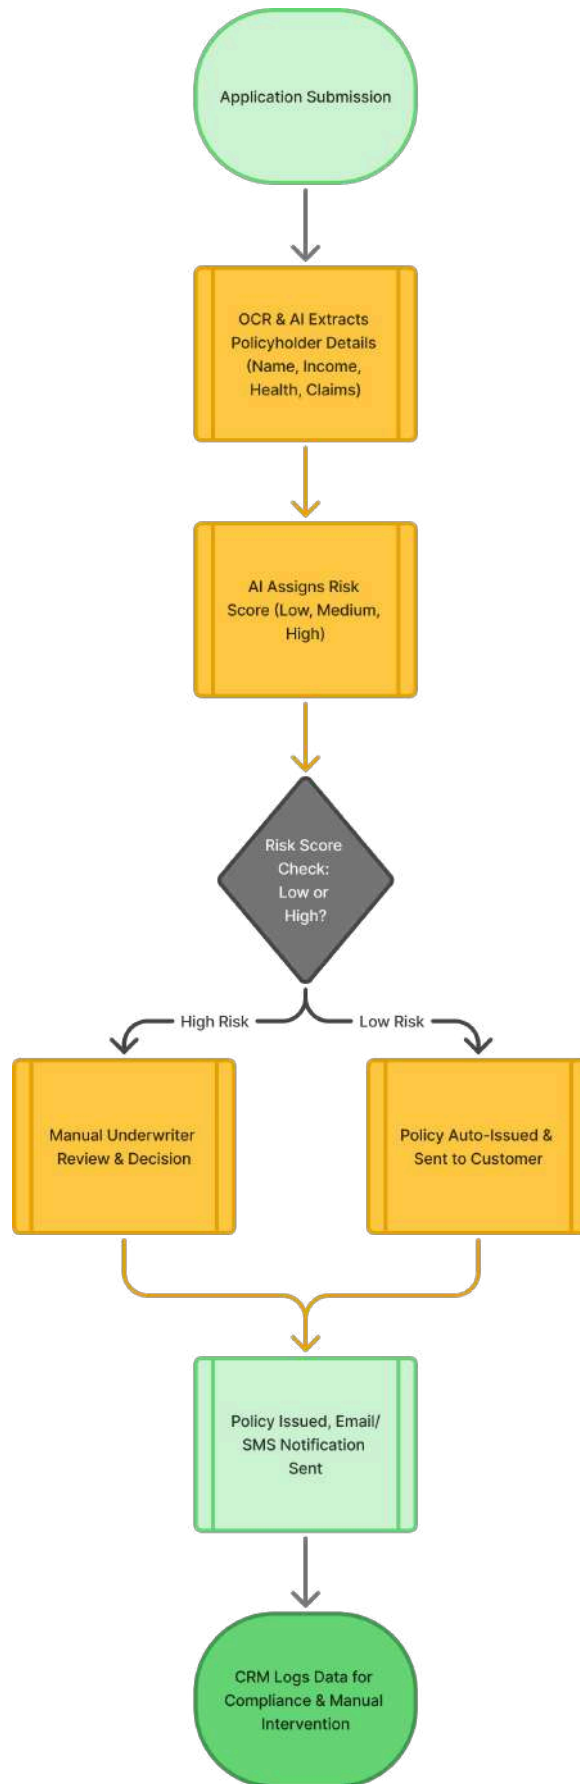 Application Submission
OCR & AI Extracts
Policyholder Details
(Name, Income,
Health, Claims)
AI Assigns Risk
Score (Low, Medium,
High)
Risk Score
Check:
Low or
High?
High Risk
Low Risk
Manual Underwriter
Review & Decision
Policy Auto-Issued &
Sent to Customer
Policy Issued, Email/
SMS Notification
Sent
CRM Logs Data for
Compliance & Manual
Intervention